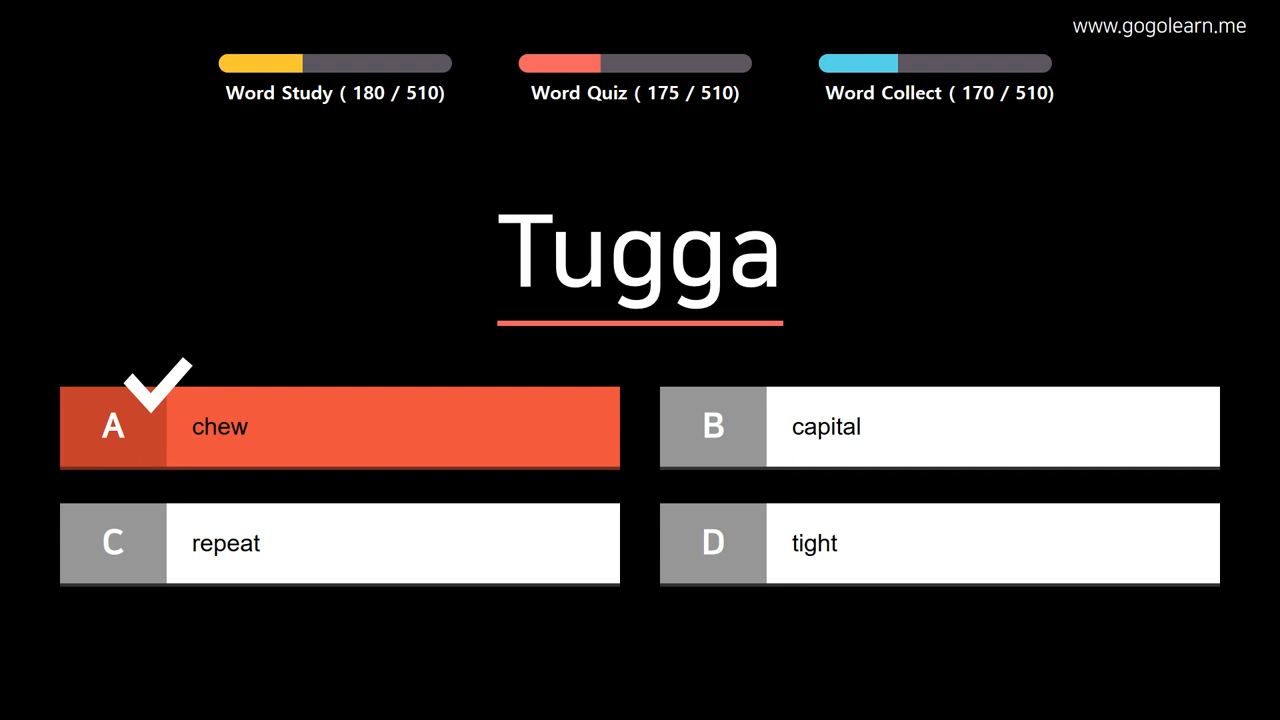 www.gogolearn.me
Word Study ( 180 / 510)
Word Quiz ( 175 / 510)
Word Collect ( 170 / 510)
Tugga
A chew
B capital
C repeat
D tight